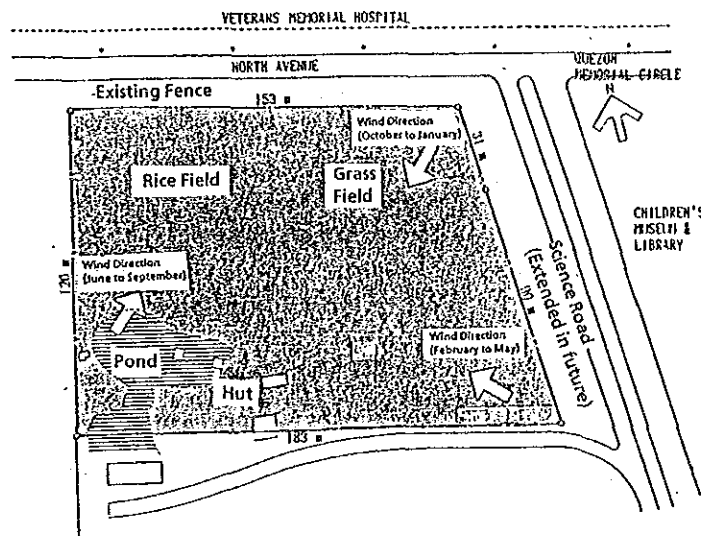 VETERANS MEMORIAL HOSPITAL
NORTH AVENUE
QUEZON
MEMORIAL CIRCLE
N
-Existing Fence
153 m
Wind Direction
(October to January)
31 m
Rice Field
Grass
Field
CHILDREN'S
MUSEUM &
LIBRARY
Science Road
(Extended in future)
120 m
Wind Direction
(June to September)
90 m
Wind Direction
(February to May)
Pond
Hut
183 m